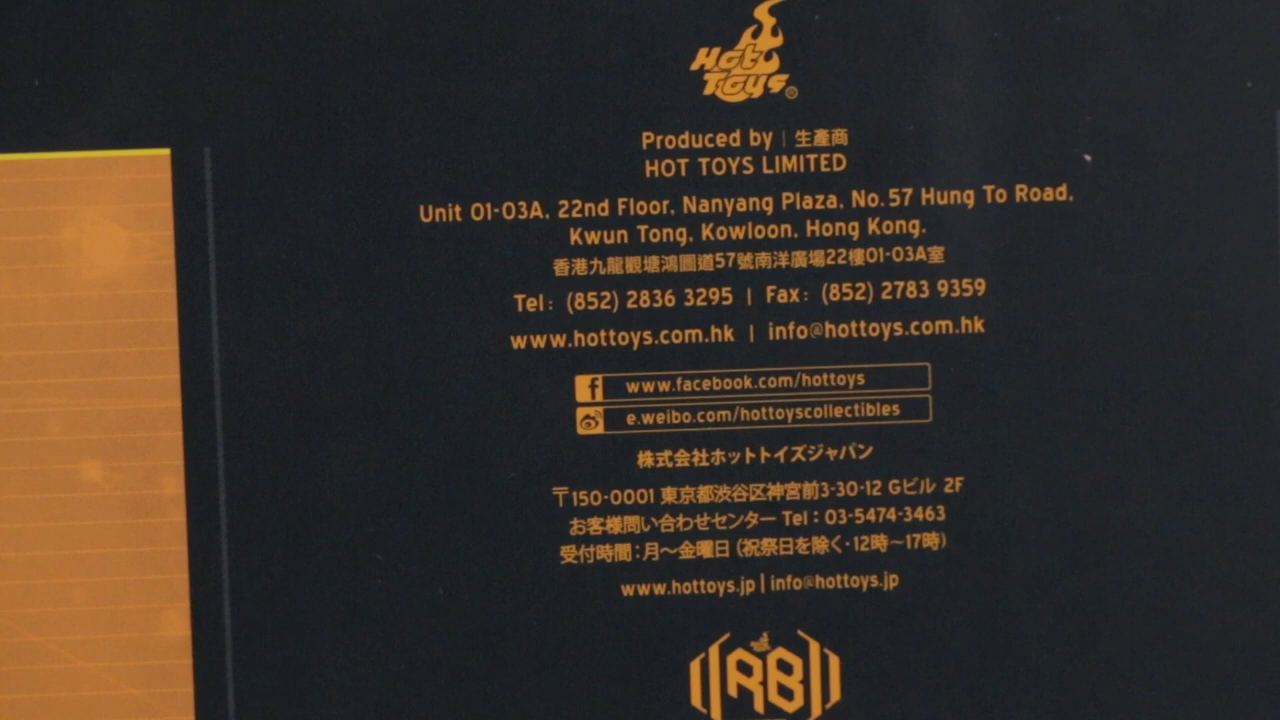 Hot
Toys®
Produced by | 生產商
HOT TOYS LIMITED
Unit 01-03A, 22nd Floor, Nanyang Plaza, No.57 Hung To Road,
Kwun Tong, Kowloon, Hong Kong.
香港九龍觀塘鴻圖道57號南洋廣場22樓01-03A室
Tel: (852) 2836 3295 | Fax: (852) 2783 9359
www.hottoys.com.hk | info@hottoys.com.hk
f www.facebook.com/hottoys
e.weibo.com/hottoyscollectibles
株式会社ホットトイズジャパン
〒150-0001 東京都渋谷区神宮前3-30-12 Gビル 2F
お客様問い合わせセンター Tel：03-5474-3463
受付時間：月～金曜日（祝祭日を除く・12時～17時）
www.hottoys.jp | info@hottoys.jp
RB